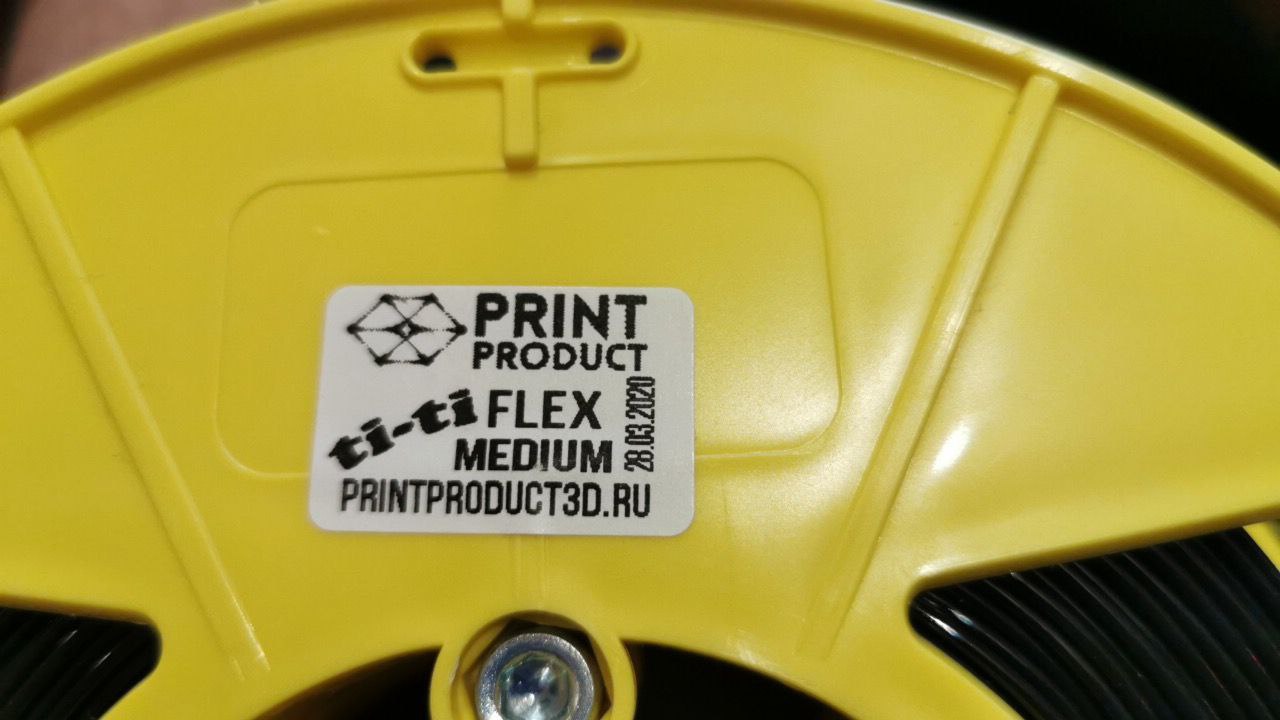 PRINT
PRODUCT
ti-ti FLEX
MEDIUM
28.03.2020
PRINTPRODUCT3D.RU